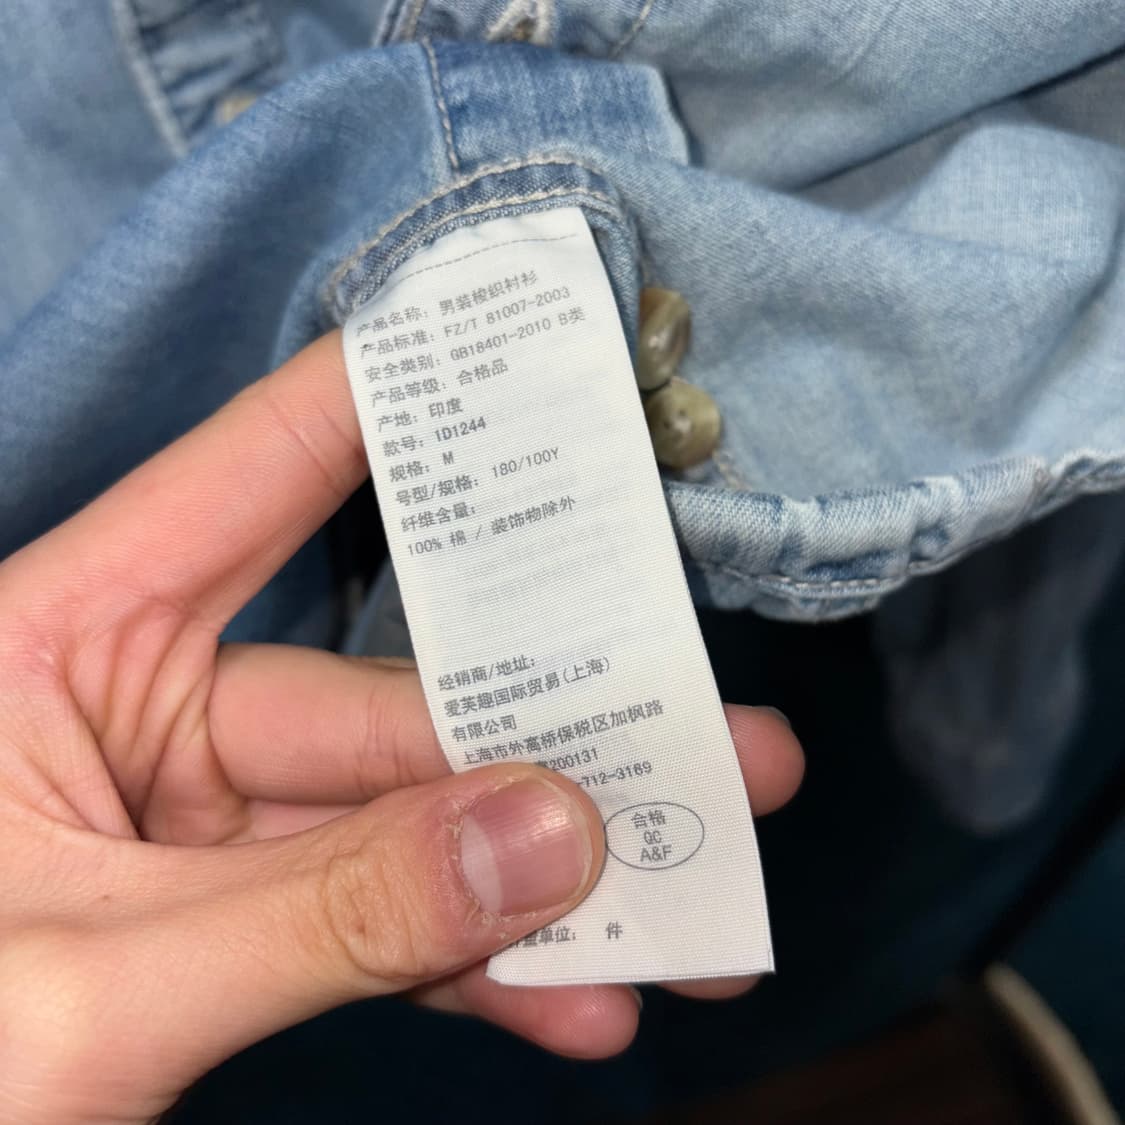 产品名称: 男装梭织衬衫
产品标准: FZ/T 81007-2003
安全类别: GB18401-2010 B类
产品等级: 合格品
产地: 印度
款号: ID1244
规格: M
号型/规格: 180/100Y
纤维含量:
100% 棉 / 装饰物除外
经销商/地址:
爱芙趣国际贸易(上海)
有限公司
上海市外高桥保税区加枫路
200131
-712-3169
合格
QC
A&F
单位: 件